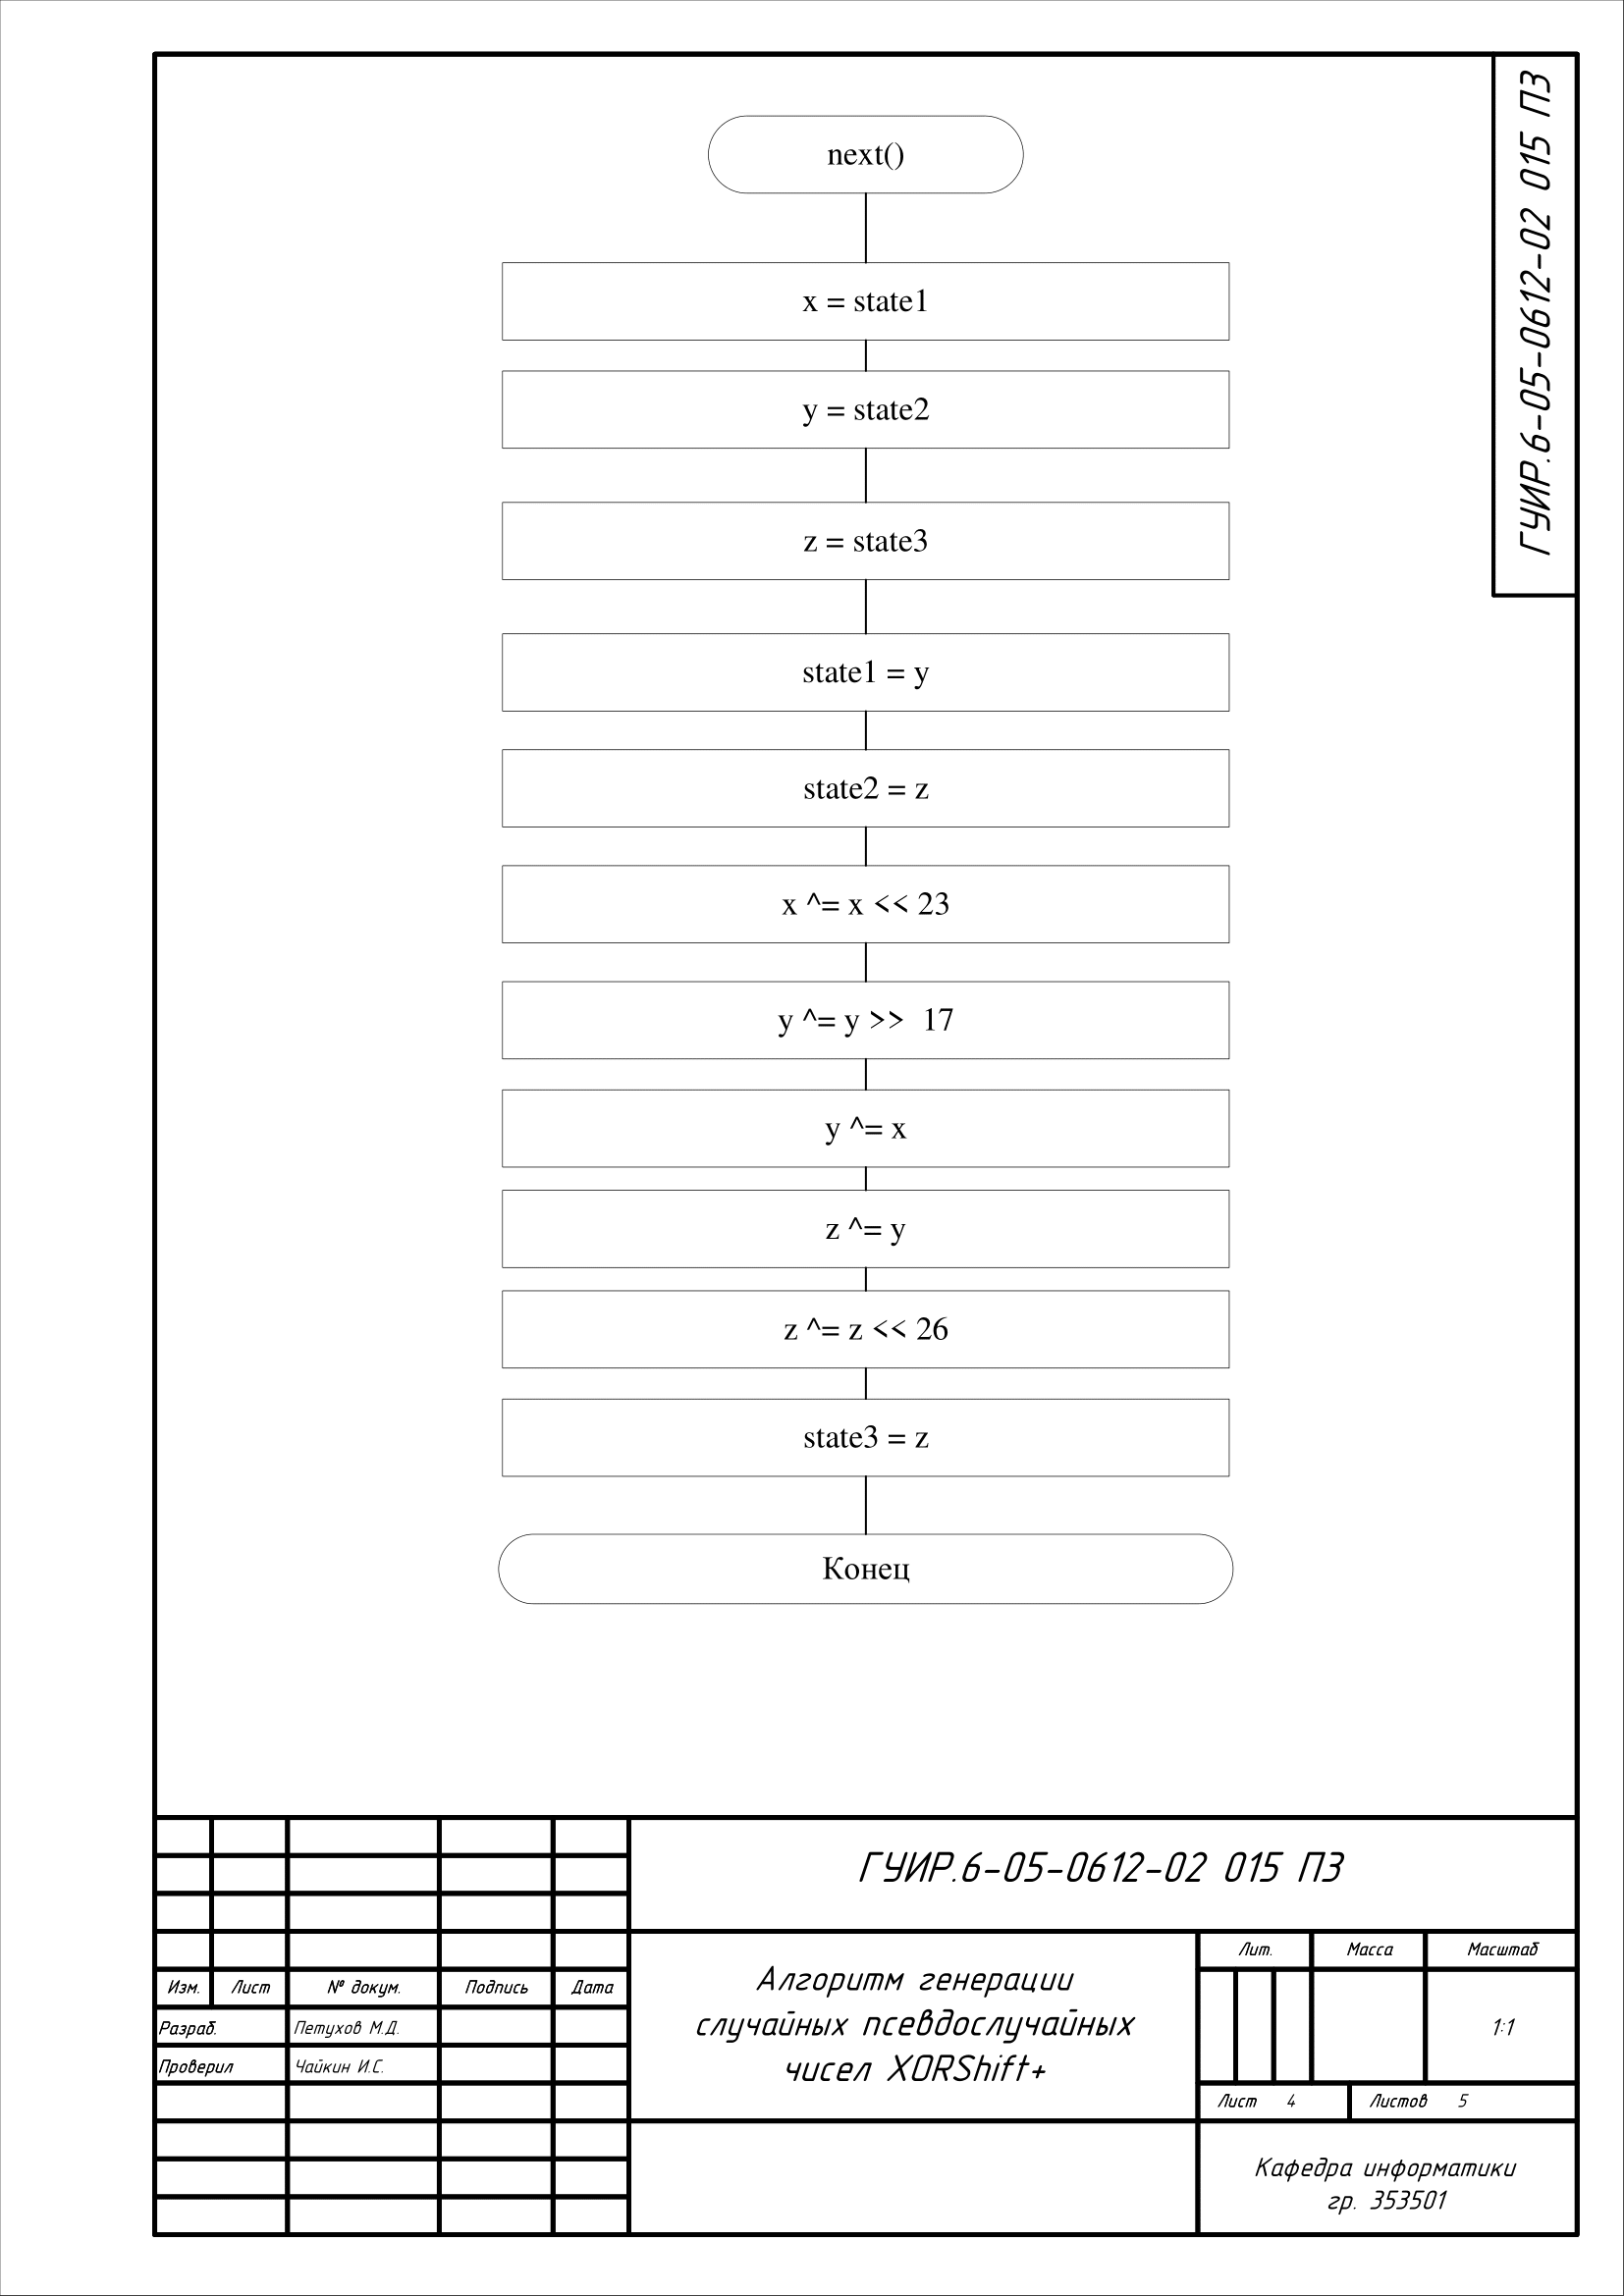 ГУИР.6-05-0612-02 015 ПЗ
next()
x = state1
y = state2
z = state3
state1 = y
state2 = z
x ^= x << 23
y ^= y >>  17
y ^= x
z ^= y
z ^= z << 26
state3 = z
Конец
ГУИР.6-05-0612-02 015 ПЗ
Изм. Лист № докум. Подпись Дата
Разраб. Петухов М.Д.
Проверил Чайкин И.С.
Алгоритм генерации
случайных псевдослучайных
чисел XORShift+
Лит. Масса Масштаб
1:1
Лист 4 Листов 5
Кафедра информатики
гр. 353501